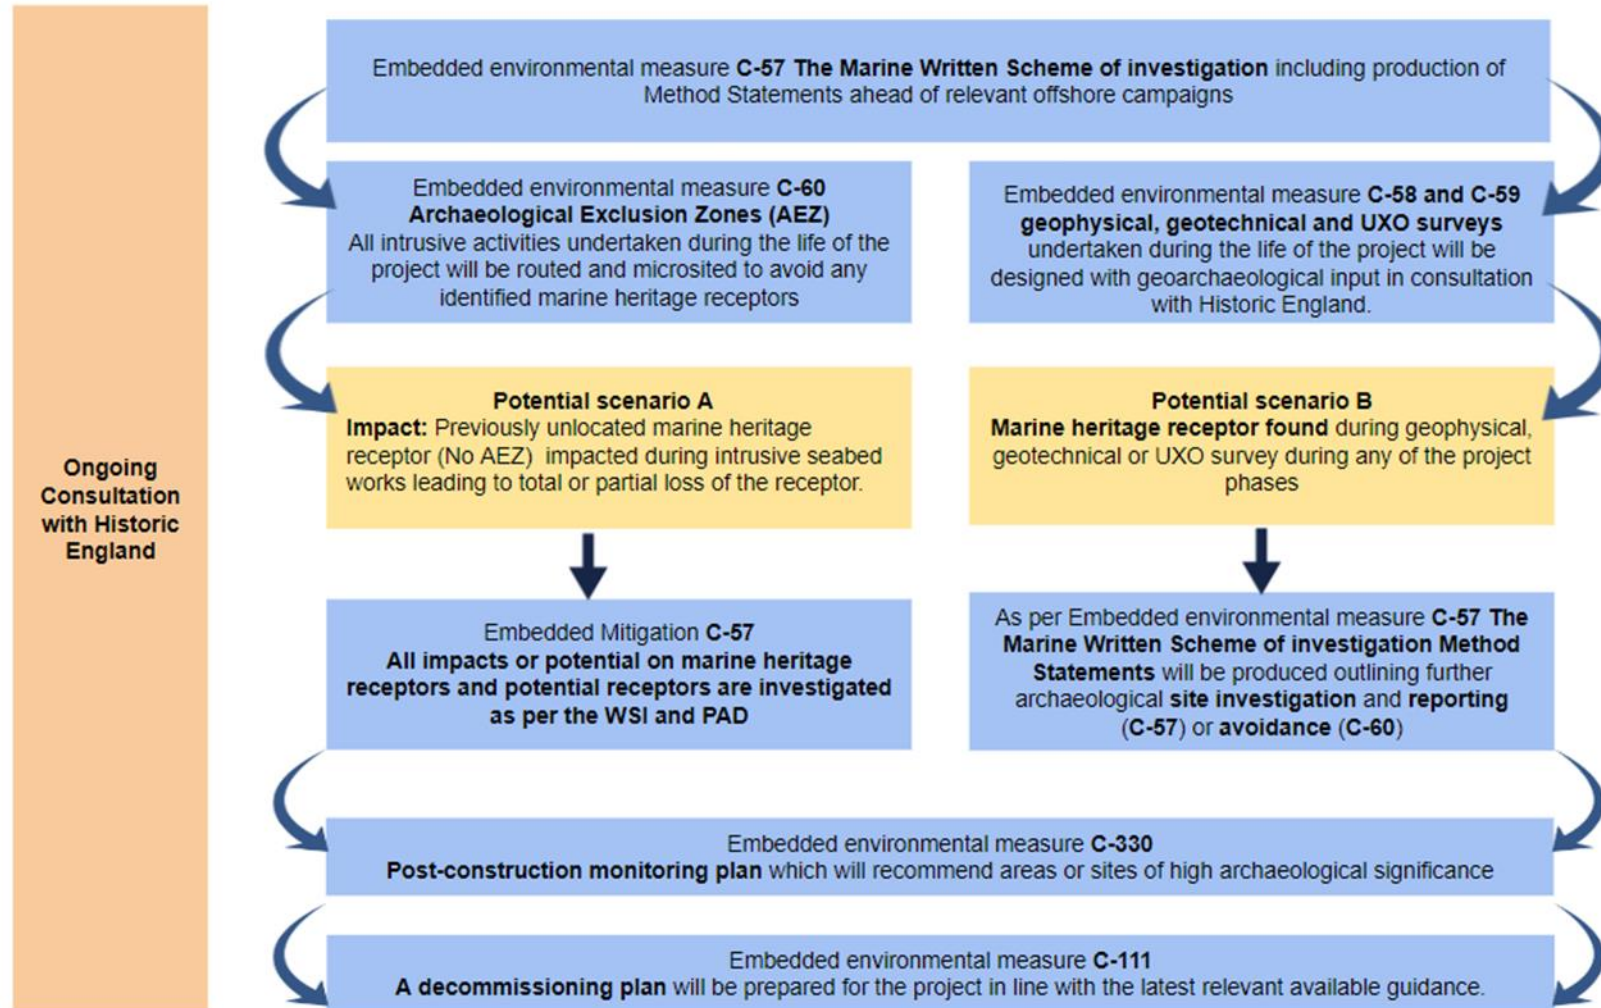 Ongoing
Consultation
with Historic
England
Embedded environmental measure C-57 The Marine Written Scheme of investigation including production of
Method Statements ahead of relevant offshore campaigns
Embedded environmental measure C-60
Archaeological Exclusion Zones (AEZ)
All intrusive activities undertaken during the life of the
project will be routed and microsited to avoid any
identified marine heritage receptors
Embedded environmental measure C-58 and C-59
geophysical, geotechnical and UXO surveys
undertaken during the life of the project will be
designed with geoarchaeological input in consultation
with Historic England.
Potential scenario A
Impact: Previously unlocated marine heritage
receptor (No AEZ) impacted during intrusive seabed
works leading to total or partial loss of the receptor.
Potential scenario B
Marine heritage receptor found during geophysical,
geotechnical or UXO survey during any of the project
phases
Embedded Mitigation C-57
All impacts or potential on marine heritage
receptors and potential receptors are investigated
as per the WSI and PAD
As per Embedded environmental measure C-57 The
Marine Written Scheme of investigation Method
Statements will be produced outlining further
archaeological site investigation and reporting
(C-57) or avoidance (C-60)
Embedded environmental measure C-330
Post-construction monitoring plan which will recommend areas or sites of high archaeological significance
Embedded environmental measure C-111
A decommissioning plan will be prepared for the project in line with the latest relevant available guidance.